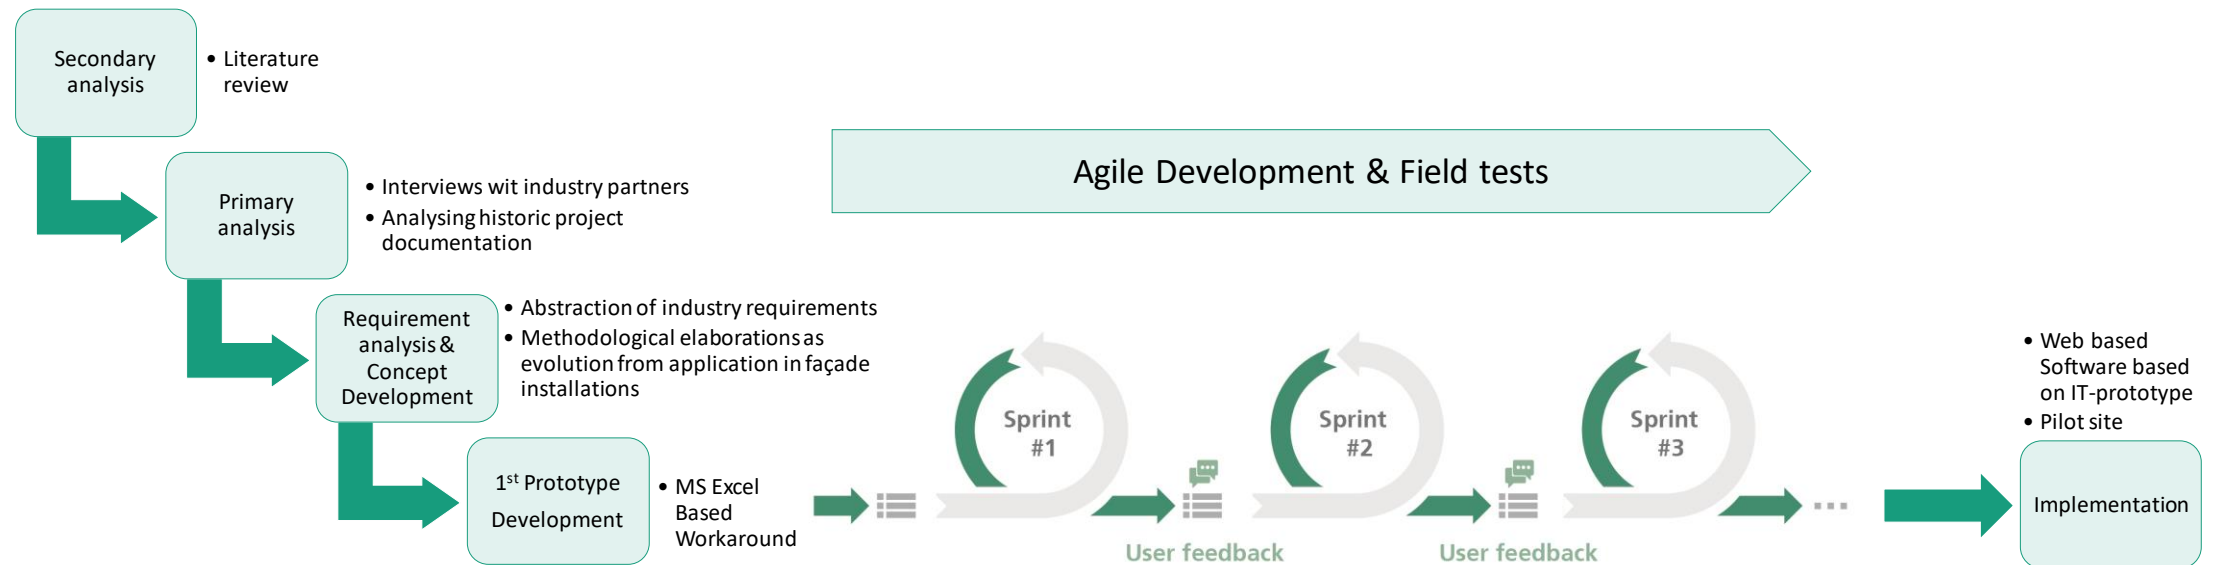 Secondary
analysis
• Literature
review
Primary
analysis
• Interviews wit industry partners
• Analysing historic project
documentation
Agile Development & Field tests
Requirement
analysis &
Concept
Development
• Abstraction of industry requirements
• Methodological elaborations as
evolution from application in façade
installations
1st Prototype
Development
• MS Excel
Based
Workaround
Sprint
#1
User feedback
Sprint
#2
User feedback
Sprint
#3
...
• Web based
Software based
on IT-prototype
• Pilot site
Implementation